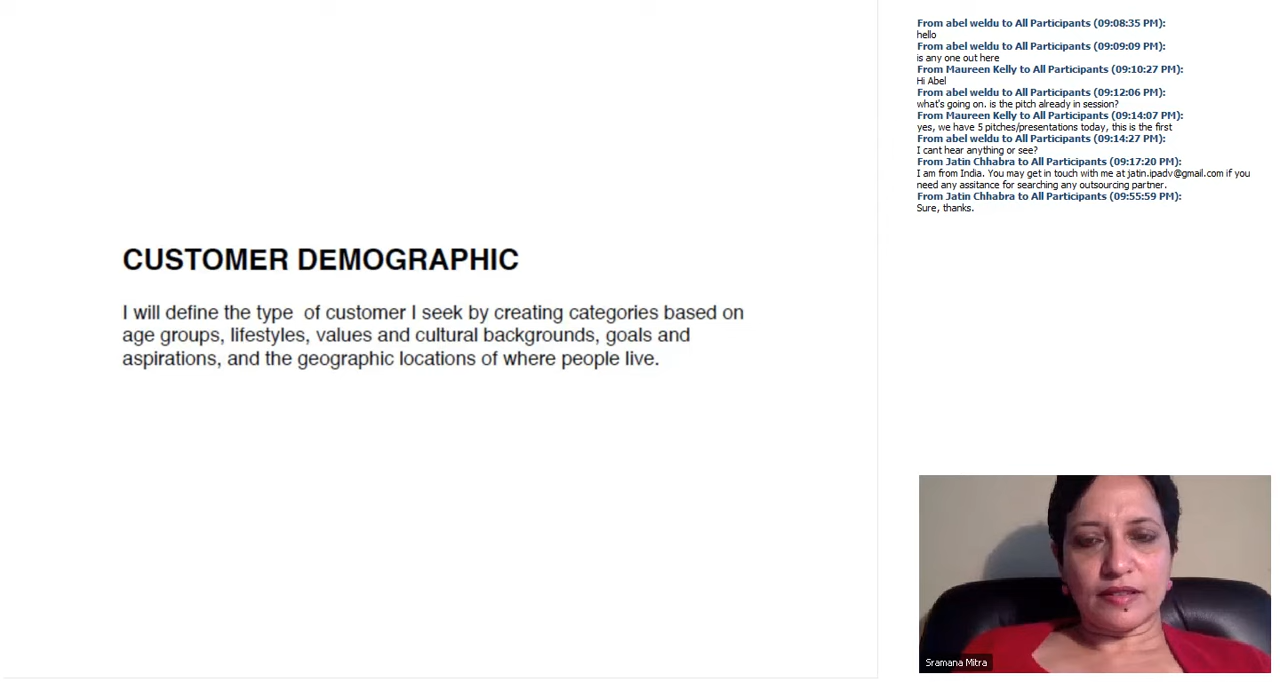 CUSTOMER DEMOGRAPHIC
I will define the type of customer I seek by creating categories based on
age groups, lifestyles, values and cultural backgrounds, goals and
aspirations, and the geographic locations of where people live.
From abel weldu to All Participants (09:08:35 PM):
hello
From abel weldu to All Participants (09:09:09 PM):
is any one out here
From Maureen Kelly to All Participants (09:10:27 PM):
Hi Abel
From abel weldu to All Participants (09:12:06 PM):
what's going on. is the pitch already in session?
From Maureen Kelly to All Participants (09:14:07 PM):
yes, we have 5 pitches/presentations today, this is the first
From abel weldu to All Participants (09:14:27 PM):
I cant hear anything or see?
From Jatin Chhabra to All Participants (09:17:20 PM):
I am from India. You may get in touch with me at jatin.ipadv@gmail.com if you
need any assitance for searching any outsourcing partner.
From Jatin Chhabra to All Participants (09:55:59 PM):
Sure, thanks.
Sramana Mitra